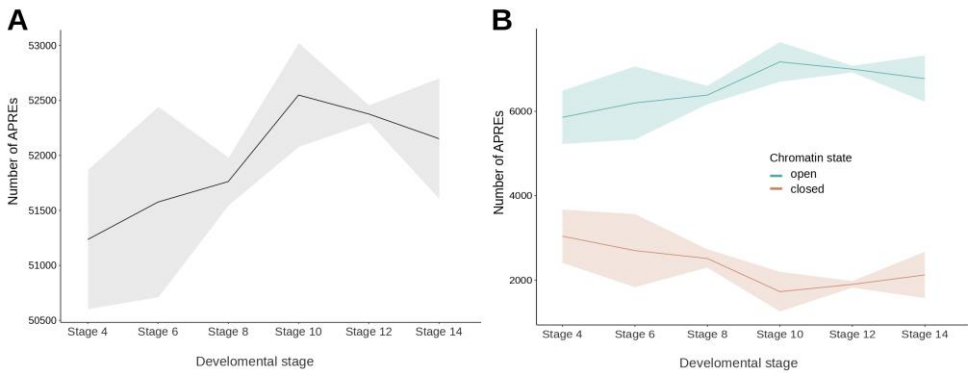 A
Number of APREs
53000
52500
52000
51500
51000
50500
Stage 4 Stage 6 Stage 8 Stage 10 Stage 12 Stage 14
Develomental stage
B
Number of APREs
6000
4000
2000
Chromatin state
open
closed
Stage 4 Stage 6 Stage 8 Stage 10 Stage 12 Stage 14
Develomental stage